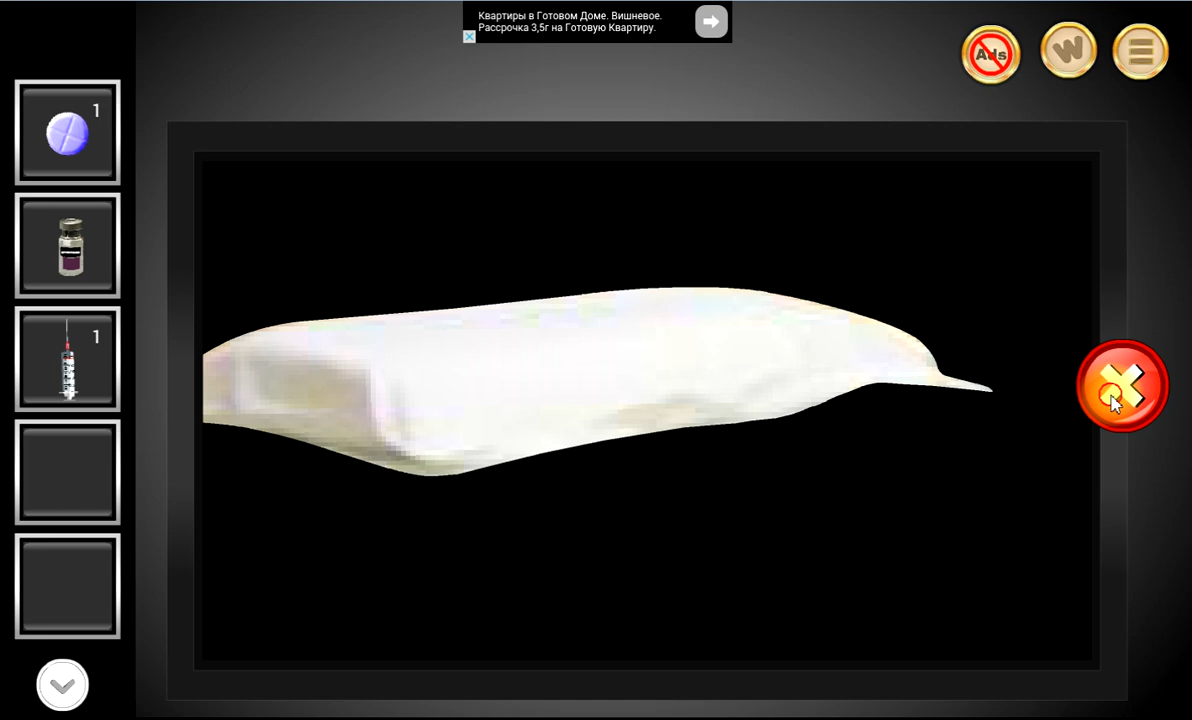 Квартиры в Готовом Доме. Вишневое.
Рассрочка 3,5г на Готовую Квартиру.
Ads
W
1
1